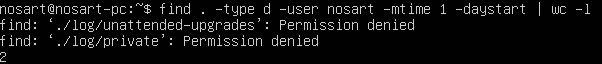 nosart@nosart-pc:~$ find . -type d -user nosart -mtime 1 -daystart | wc -l
find: ‘./log/unattended-upgrades’: Permission denied
find: ‘./log/private’: Permission denied
2